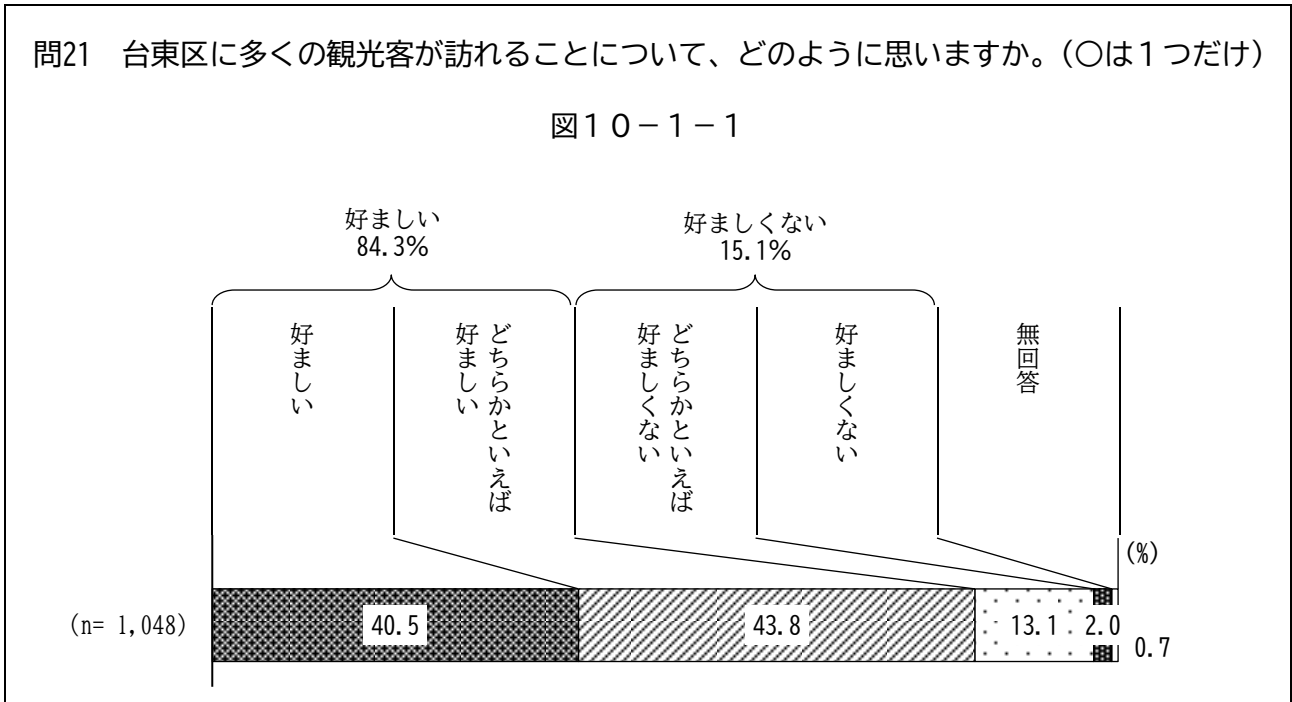 問21　台東区に多くの観光客が訪れることについて、どのように思いますか。（○は１つだけ）
図１０－１－１
好ましい
84.3%
好ましくない
15.1%
好ましい
どちらかといえば
好ましい
どちらかといえば
好ましくない
好ましくない
無回答
(%)
(n= 1,048)
40.5
43.8
13.1
2.0
0.7